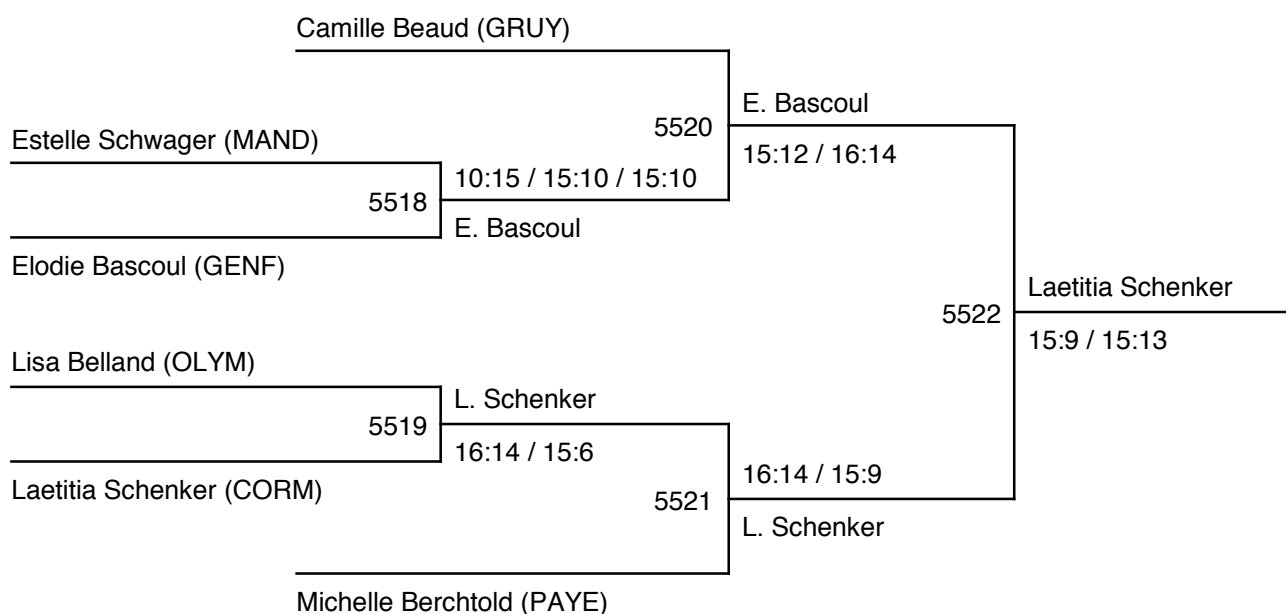 Camille Beaud (GRUY)
E. Bascoul
5520
Estelle Schwager (MAND)
15:12 / 16:14
10:15 / 15:10 / 15:10
5518
E. Bascoul
Elodie Bascoul (GENF)
Laetitia Schenker
5522
15:9 / 15:13
Lisa Belland (OLYM)
L. Schenker
5519
16:14 / 15:6
16:14 / 15:9
Laetitia Schenker (CORM)
5521
L. Schenker
Michelle Berchtold (PAYE)